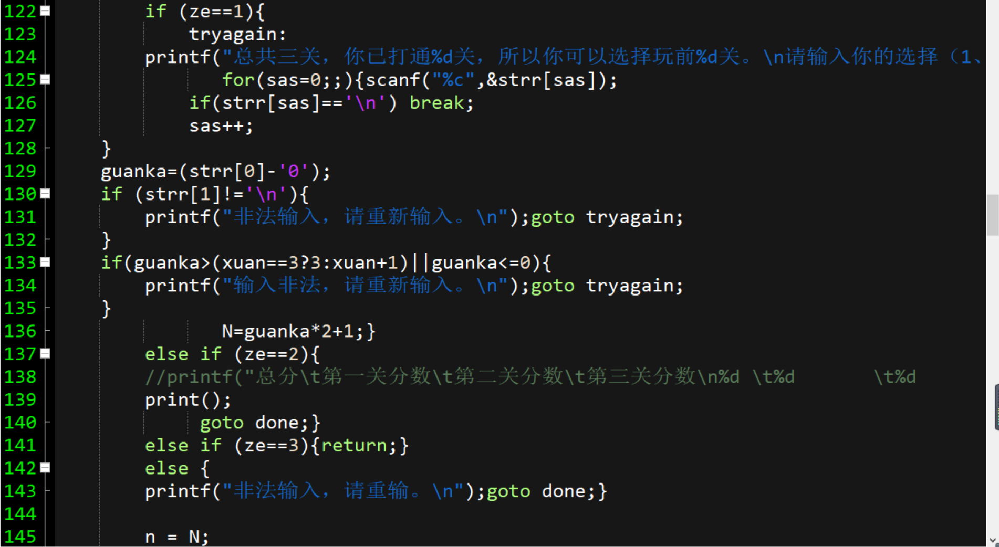 122 if (ze==1){
123 tryagain:
124 printf("总共三关，你已打通%d关，所以你可以选择玩前%d关。\n请输入你的选择（1、
125 for(sas=0;;){scanf("%c",&strr[sas]);
126 if(strr[sas]=='\n') break;
127 sas++;
128 }
129 guanka=(strr[0]-'0');
130 if (strr[1]!='\n'){
131 printf("非法输入，请重新输入。\n");goto tryagain;
132 }
133 if(guanka>(xuan==3?3:xuan+1)||guanka<=0){
134 printf("输入非法，请重新输入。\n");goto tryagain;
135 }
136 N=guanka*2+1;}
137 else if (ze==2){
138 //printf("总分\t第一关分数\t第二关分数\t第三关分数\n%d \t%d \t%d
139 print();
140 goto done;}
141 else if (ze==3){return;}
142 else {
143 printf("非法输入，请重输。\n");goto done;}
144
145 n = N;